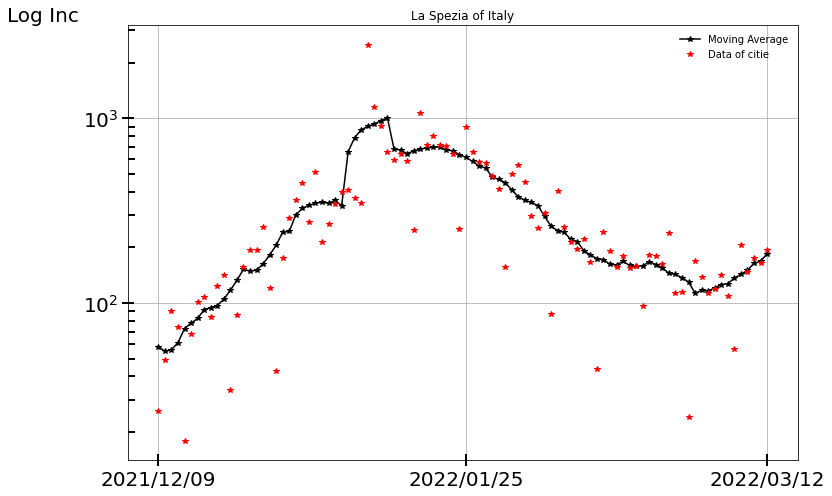 Log Inc
La Spezia of Italy
Moving Average
Data of citie
10³
10²
2021/12/09 2022/01/25 2022/03/12